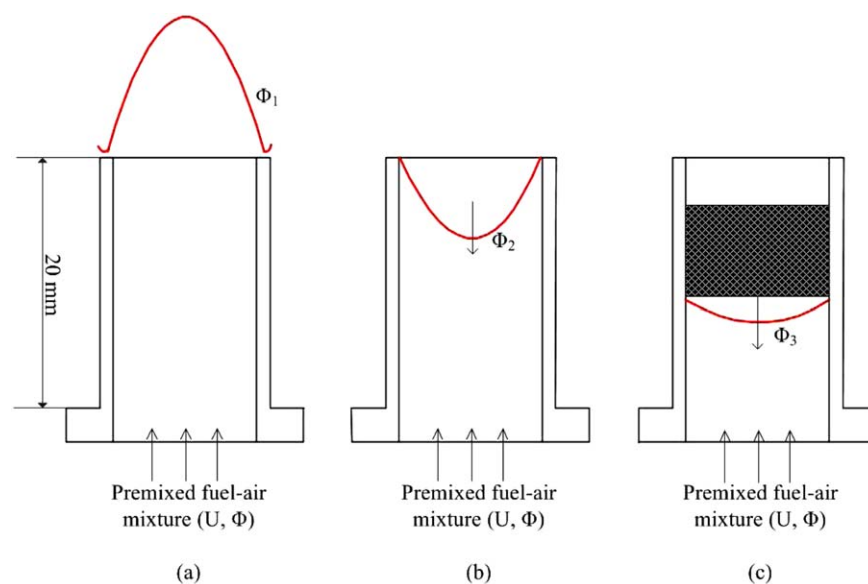 Φ1
20 mm
Φ2
Φ3
Premixed fuel-air
mixture (U, Φ)
Premixed fuel-air
mixture (U, Φ)
Premixed fuel-air
mixture (U, Φ)
(a)
(b)
(c)